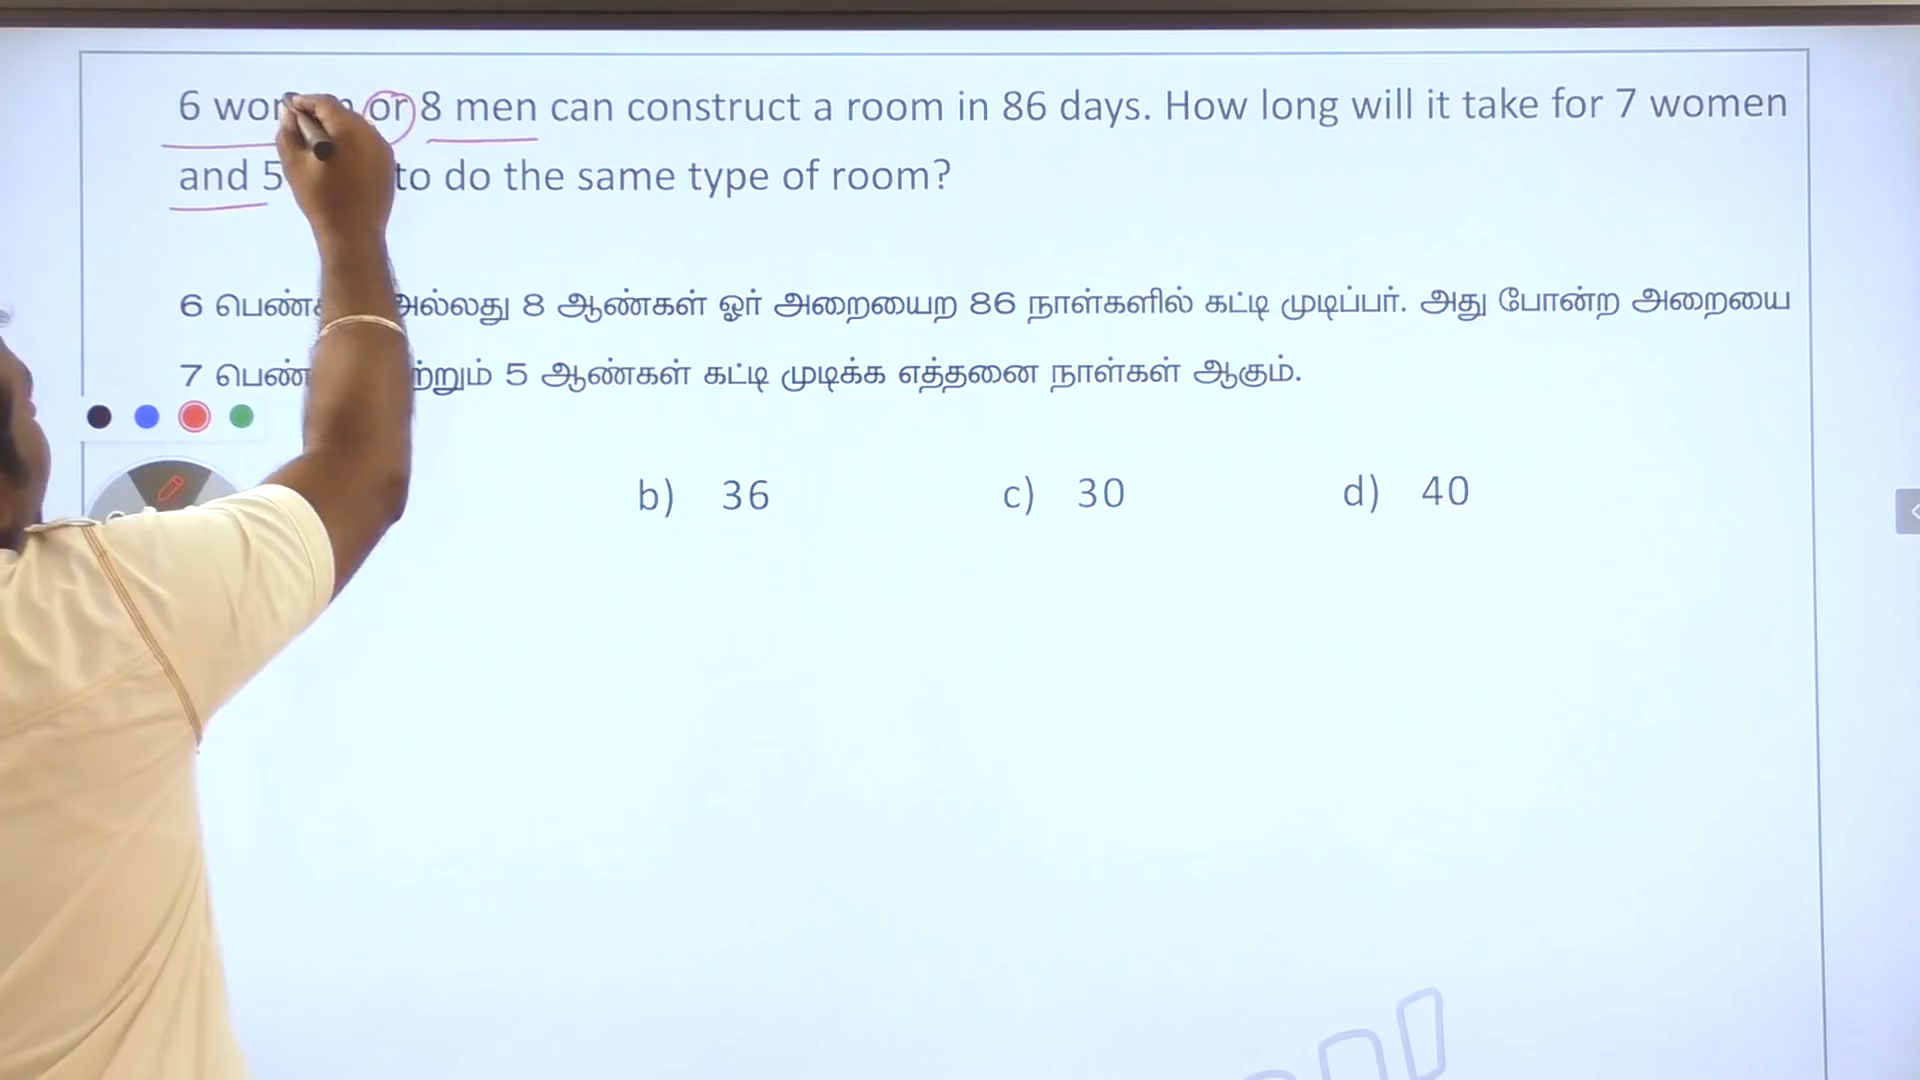 6 or 8 men can construct a room in 86 days. How long will it take for 7 women
and 5 to do the same type of room?
6 அல்லது 8 ஆண்கள் ஓர் அறையைற 86 நாள்களில் கட்டி முடிப்பர். அது போன்ற அறையை
7 5 ஆண்கள் கட்டி முடிக்க எத்தனை நாள்கள் ஆகும்.
b) 36 c) 30 d) 40